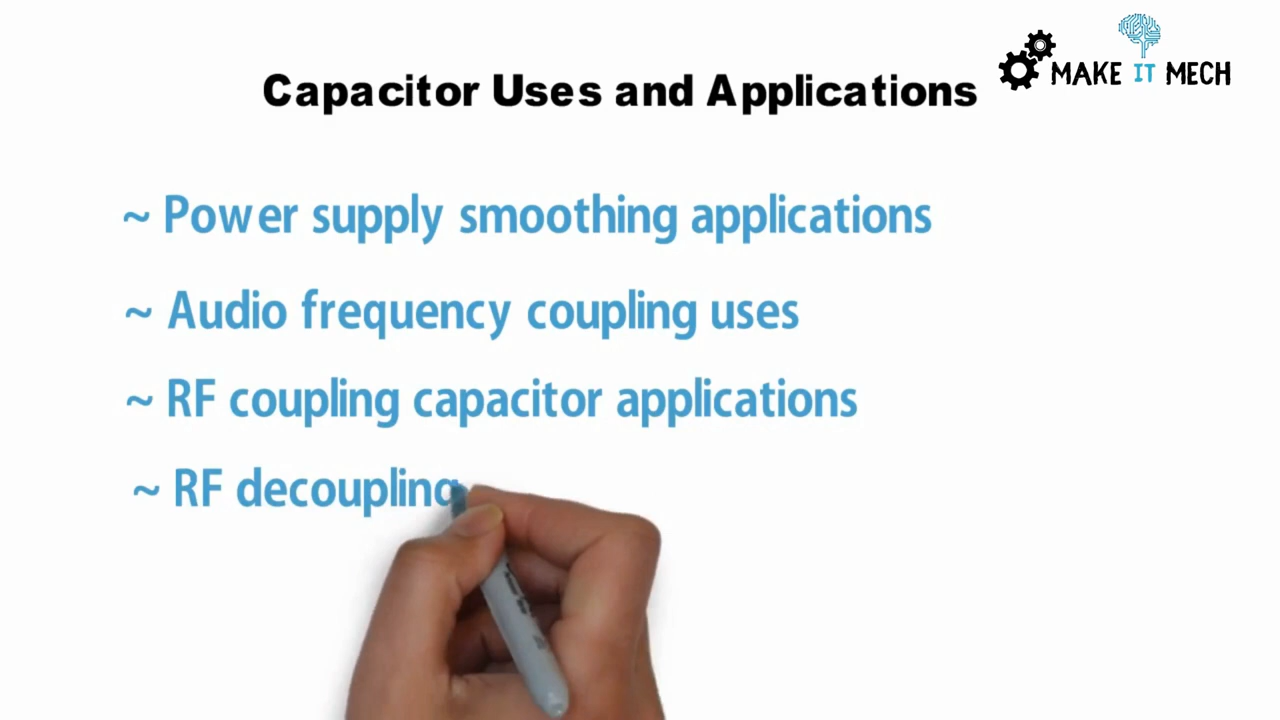 Capacitor Uses and Applications
MAKE IT MECH
~ Power supply smoothing applications
~ Audio frequency coupling uses
~ RF coupling capacitor applications
~ RF decoupling